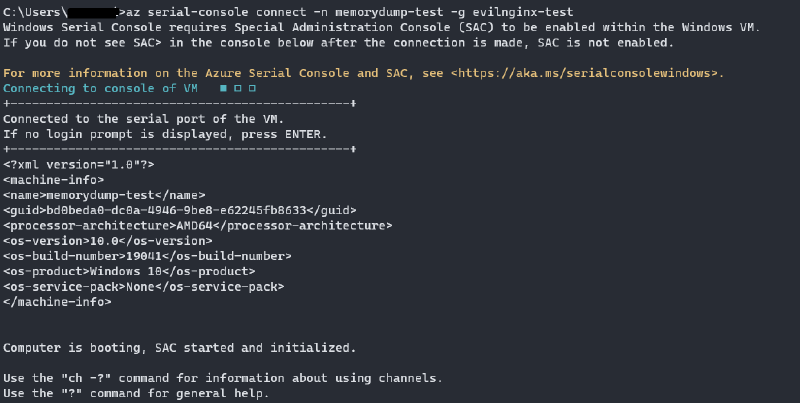 C:\Users\>az serial-console connect -n memorydump-test -g evilnginx-test
Windows Serial Console requires Special Administration Console (SAC) to be enabled within the Windows VM.
If you do not see SAC> in the console below after the connection is made, SAC is not enabled.
For more information on the Azure Serial Console and SAC, see <https://aka.ms/serialconsolewindows>.
Connecting to console of VM ■ □ □
+-----------------------------------------------+
Connected to the serial port of the VM.
If no login prompt is displayed, press ENTER.
+-----------------------------------------------+
<?xml version="1.0"?>
<machine-info>
<name>memorydump-test</name>
<guid>bd0beda0-dc0a-4946-9be8-e62245fb8633</guid>
<processor-architecture>AMD64</processor-architecture>
<os-version>10.0</os-version>
<os-build-number>19041</os-build-number>
<os-product>Windows 10</os-product>
<os-service-pack>None</os-service-pack>
</machine-info>
Computer is booting, SAC started and initialized.
Use the "ch -?" command for information about using channels.
Use the "?" command for general help.